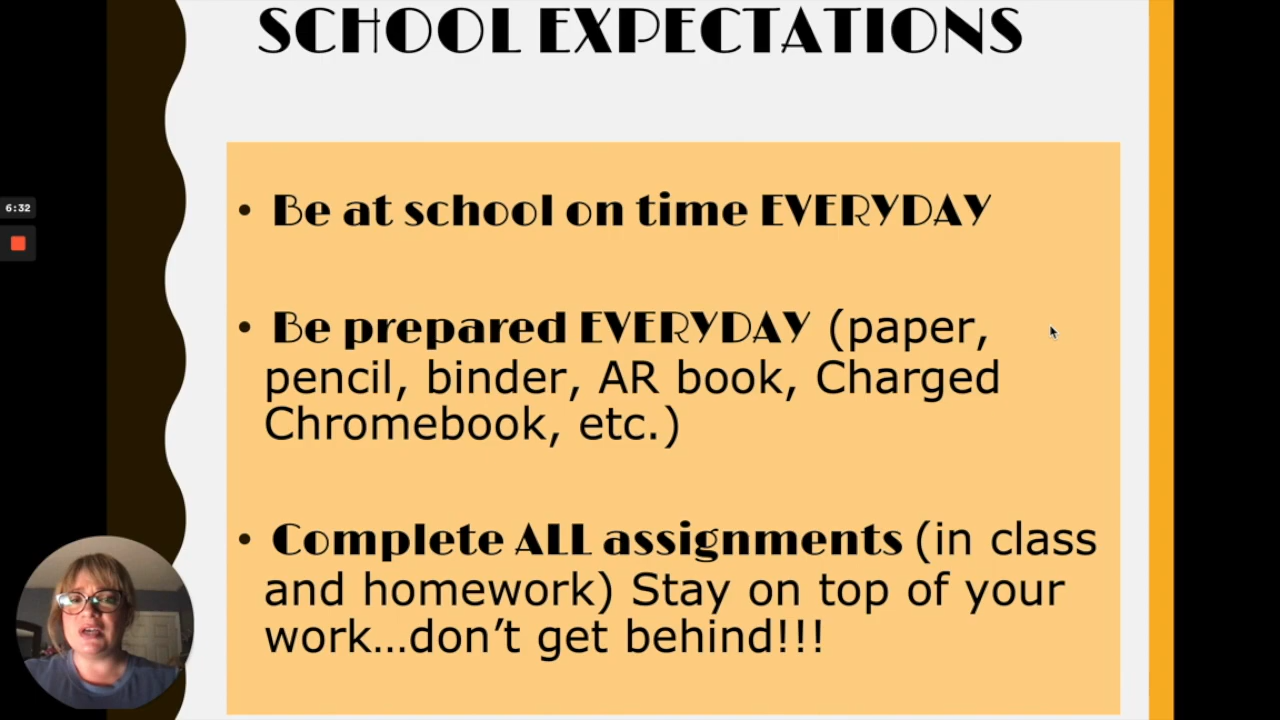 SCHOOL EXPECTATIONS
• Be at school on time EVERYDAY
• Be prepared EVERYDAY (paper,
pencil, binder, AR book, Charged
Chromebook, etc.)
• Complete ALL assignments (in class
and homework) Stay on top of your
work...don't get behind!!!
6:32